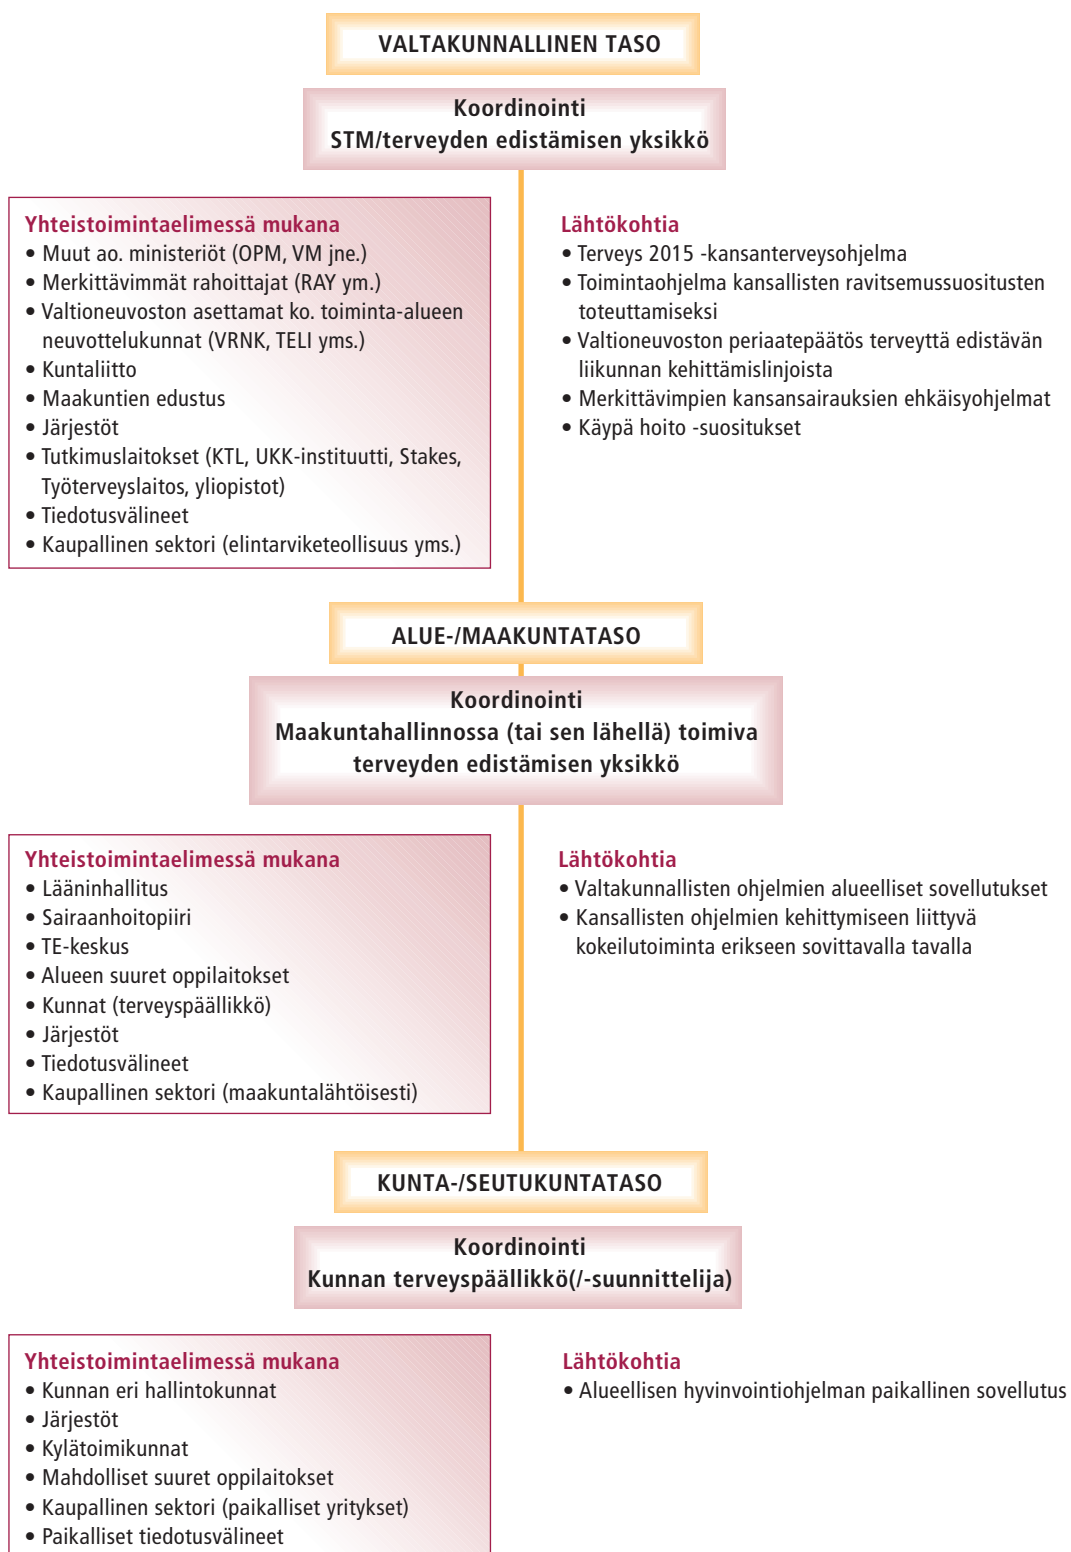 VALTAKUNNALLINEN TASO
Koordinointi
STM/terveyden edistämisen yksikkö
Yhteistoimintaelimessä mukana
• Muut ao. ministeriöt (OPM, VM jne.)
• Merkittävimmät rahoittajat (RAY ym.)
• Valtioneuvoston asettamat ko. toiminta-alueen
neuvottelukunnat (VRNK, TELI yms.)
• Kuntaliitto
• Maakuntien edustus
• Järjestöt
• Tutkimuslaitokset (KTL, UKK-instituutti, Stakes,
Työterveyslaitos, yliopistot)
• Tiedotusvälineet
• Kaupallinen sektori (elintarviketeollisuus yms.)
Lähtökohtia
• Terveys 2015 -kansanterveysohjelma
• Toimintaohjelma kansallisten ravitsemussuositusten
toteuttamiseksi
• Valtioneuvoston periaatepäätös terveyttä edistävän
liikunnan kehittämislinjoista
• Merkittävimpien kansansairauksien ehkäisyohjelmat
• Käypä hoito -suositukset
ALUE-/MAAKUNTATASO
Koordinointi
Maakuntahallinnossa (tai sen lähellä) toimiva
terveyden edistämisen yksikkö
Yhteistoimintaelimessä mukana
• Lääninhallitus
• Sairaanhoitopiiri
• TE-keskus
• Alueen suuret oppilaitokset
• Kunnat (terveyspäällikkö)
• Järjestöt
• Tiedotusvälineet
• Kaupallinen sektori (maakuntalähtöisesti)
Lähtökohtia
• Valtakunnallisten ohjelmien alueelliset sovellutukset
• Kansallisten ohjelmien kehittymiseen liittyvä
kokeilutoiminta erikseen sovittavalla tavalla
KUNTA-/SEUTUKUNTATASO
Koordinointi
Kunnan terveyspäällikkö(/-suunnittelija)
Yhteistoimintaelimessä mukana
• Kunnan eri hallintokunnat
• Järjestöt
• Kylätoimikunnat
• Mahdolliset suuret oppilaitokset
• Kaupallinen sektori (paikalliset yritykset)
• Paikalliset tiedotusvälineet
Lähtökohtia
• Alueellisen hyvinvointiohjelman paikallinen sovellutus